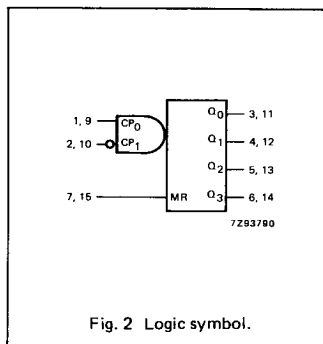 1, 9 CP0 Q0 3, 11
2, 10 CP1 Q1 4, 12
Q2 5, 13
7, 15 MR Q3 6, 14
7Z93790
Fig. 2 Logic symbol.